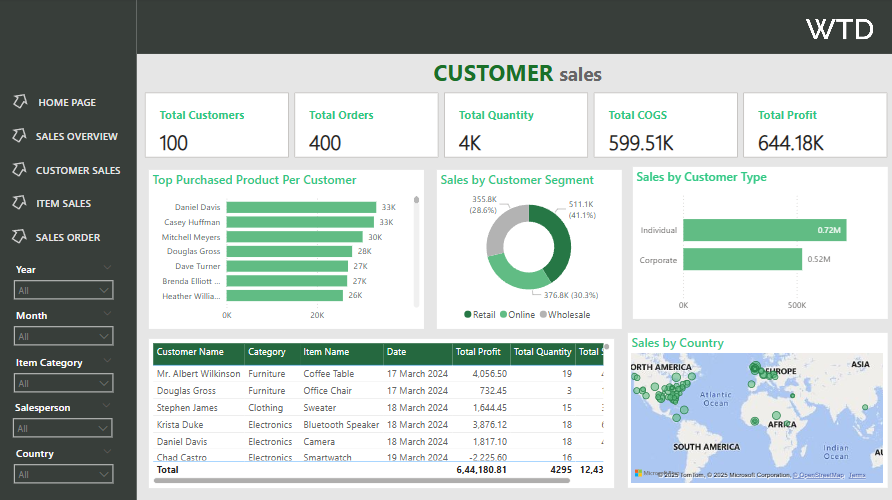 WTD
CUSTOMER sales
HOME PAGE
SALES OVERVIEW
CUSTOMER SALES
ITEM SALES
SALES ORDER
Year
All
Month
All
Item Category
All
Salesperson
All
Country
All
Total Customers
100
Total Orders
400
Total Quantity
4K
Total COGS
599.51K
Total Profit
644.18K
Top Purchased Product Per Customer
Daniel Davis 33K
Casey Huffman 33K
Mitchell Meyers 30K
Douglas Gross 28K
Dave Turner 27K
Brenda Elliott ... 27K
Heather Willia... 26K
0K 20K
Sales by Customer Segment
355.8K
(28.6%)
511.1K
(41.1%)
376.8K (30.3%)
Retail Online Wholesale
Sales by Customer Type
Individual 0.72M
Corporate 0.52M
0K 500K
Customer Name Category Item Name Date Total Profit Total Quantity Total
Mr. Albert Wilkinson Furniture Coffee Table 17 March 2024 4,056.50 19
Douglas Gross Furniture Office Chair 17 March 2024 732.45 3
Stephen James Clothing Sweater 18 March 2024 1,644.45 15
Krista Duke Electronics Bluetooth Speaker 18 March 2024 3,876.12 18
Daniel Davis Electronics Camera 18 March 2024 1,817.10 18
Chad Castro Electronics Smartwatch 19 March 2024 -2,225.60 16
Total 6,44,180.81 4295 12,43
Sales by Country
NORTH AMERICA
EUROPE
ASIA
Atlantic
Ocean
AFRICA
SOUTH AMERICA
Indian
Ocean
Microsoft
© 2025 TomTom, © 2025 Microsoft Corporation, © OpenStreetMap Terms